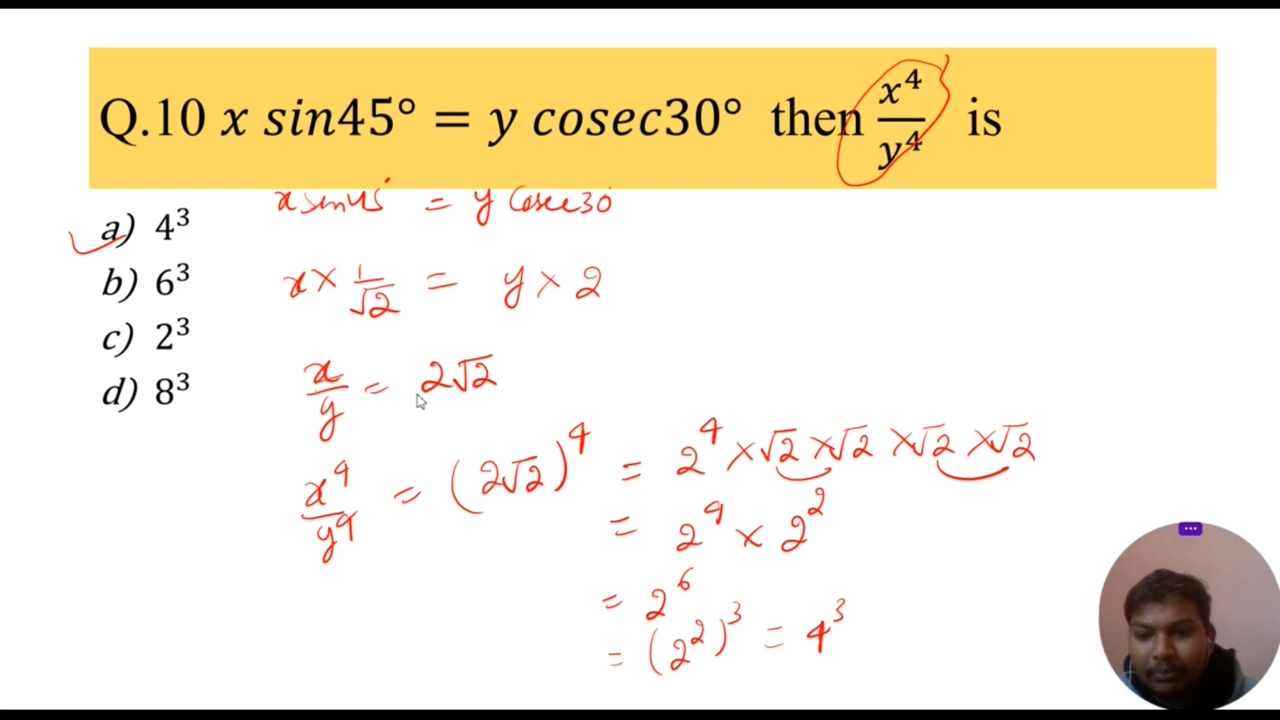 Q.10 x sin45° = y cosec30° then x⁴/y⁴ is
a) 4³
b) 6³
c) 2³
d) 8³
x sin45° = y cosec30
x × 1/√2 = y × 2
x/y = 2√2
x⁴/y⁴ = (2√2)⁴ = 2⁴ × √2 × √2 × √2 × √2
= 2⁴ × 2²
= 2⁶
= (2²)³ = 4³